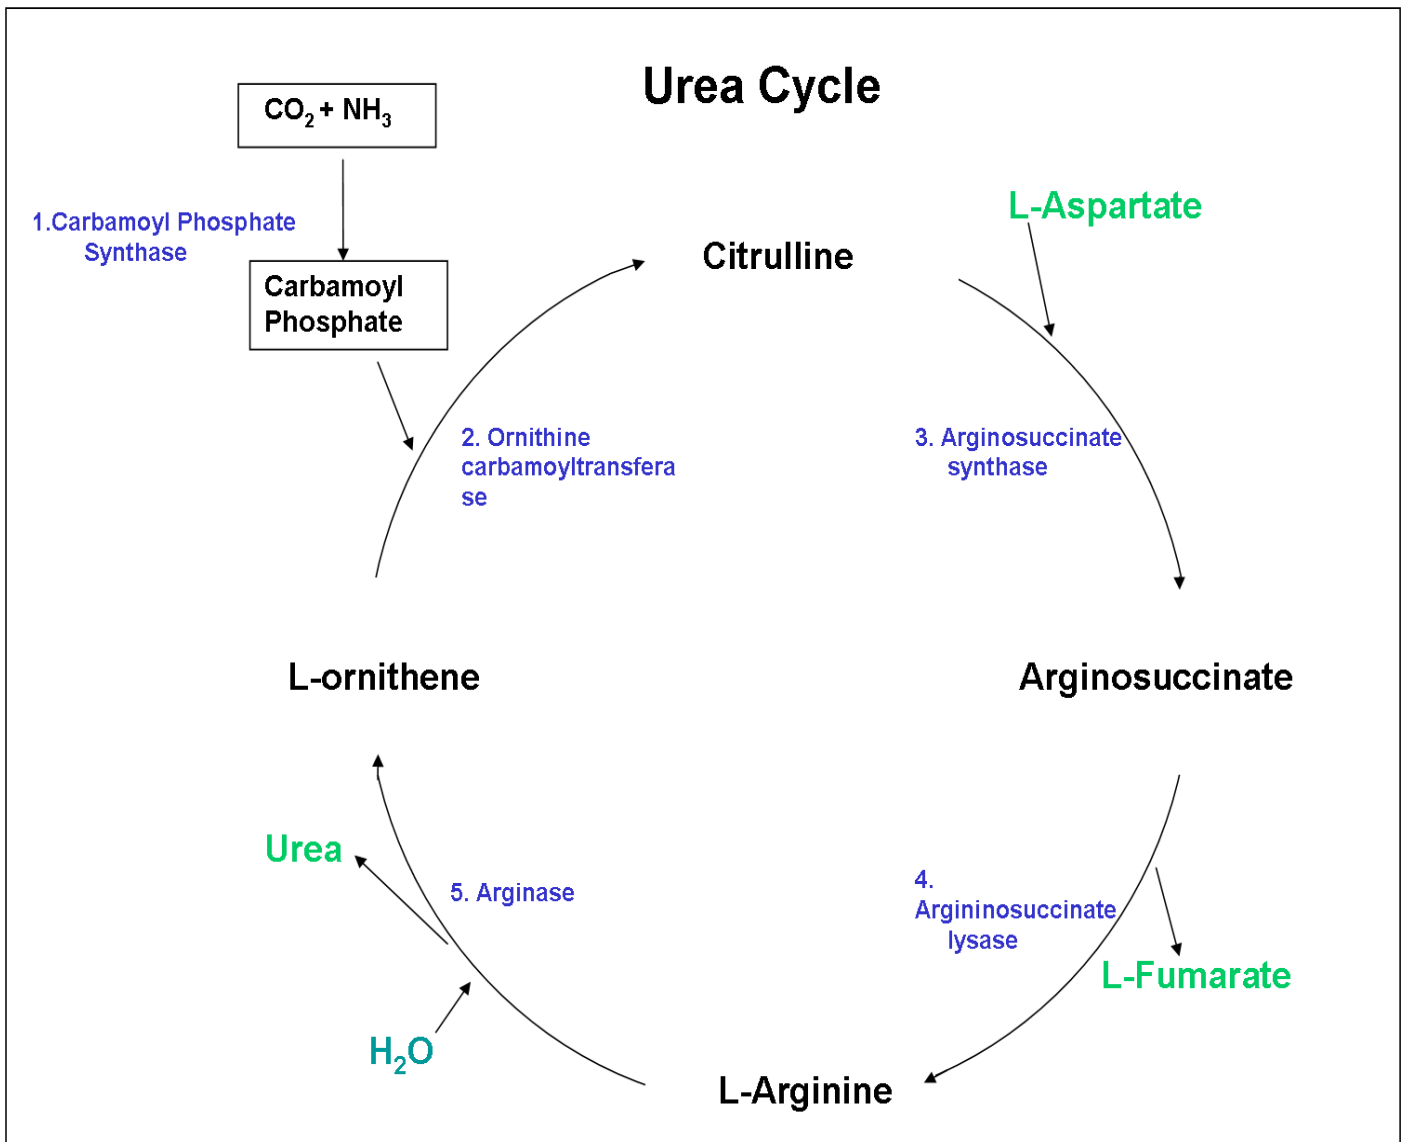 Urea Cycle
CO₂ + NH₃
1.Carbamoyl Phosphate
Synthase
Carbamoyl
Phosphate
L-Aspartate
Citrulline
2. Ornithine
carbamoyltransfera
se
3. Arginosuccinate
synthase
L-ornithene
Arginosuccinate
Urea
5. Arginase
4.
Argininosuccinate
lysase
L-Fumarate
H₂O
L-Arginine